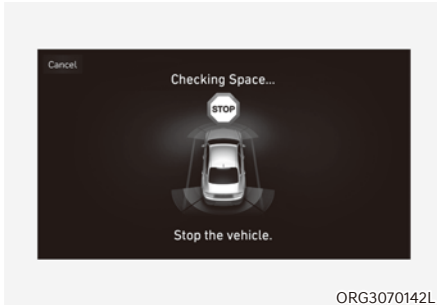 Cancel
Checking Space...
STOP
Stop the vehicle.
ORG3070142L